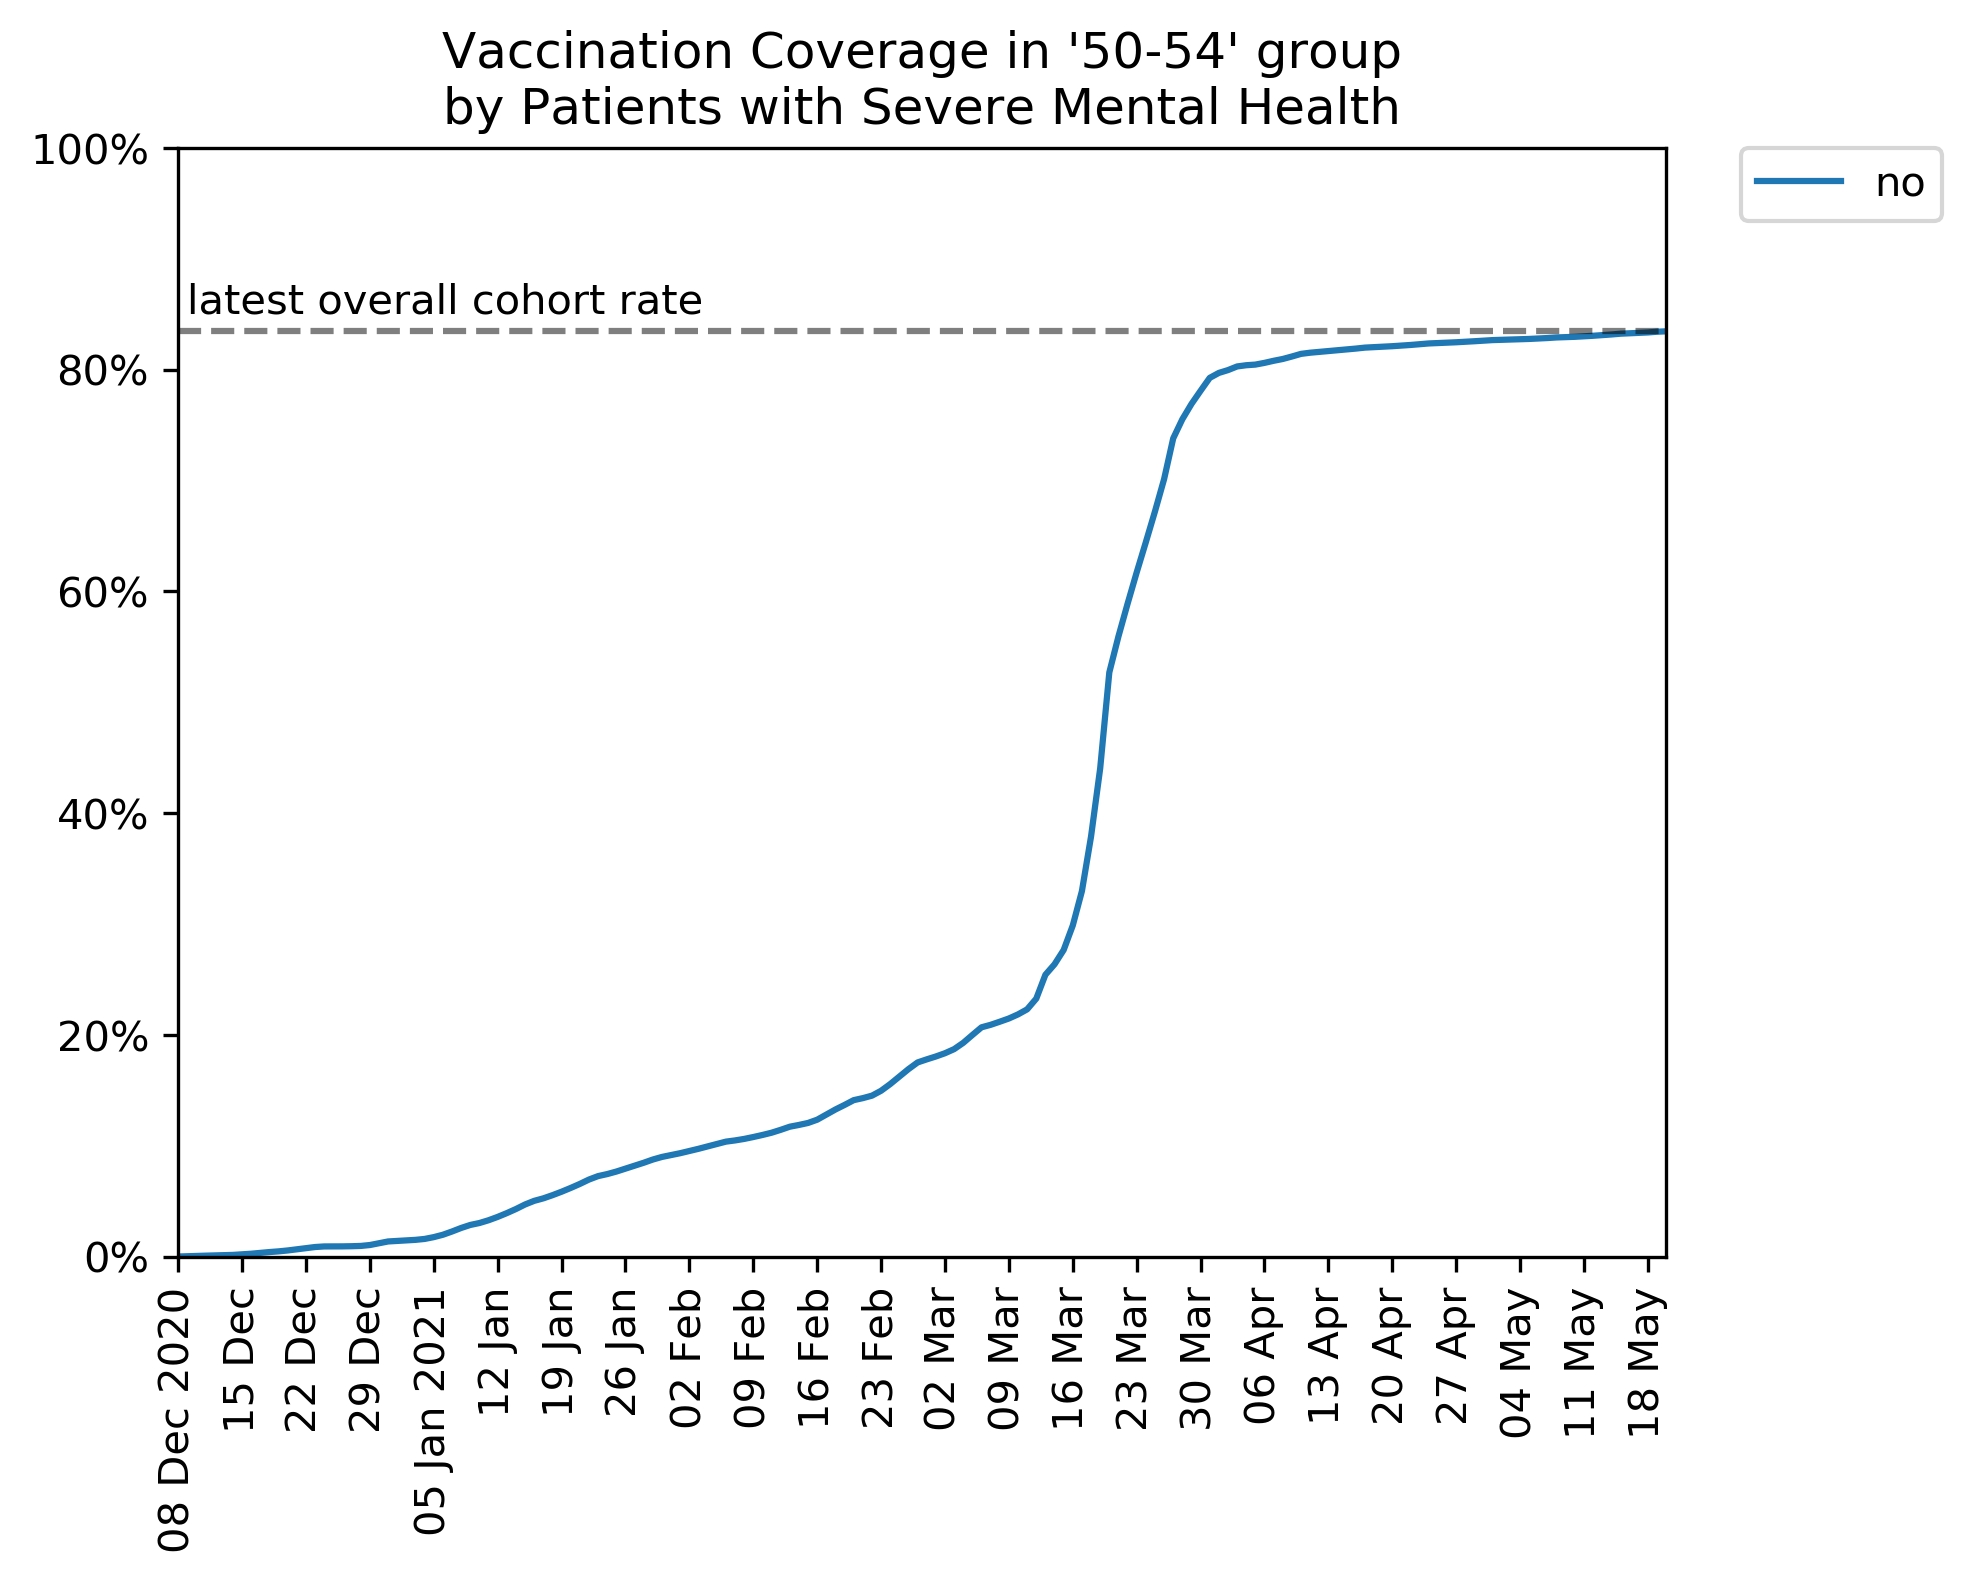 Vaccination Coverage in '50-54' group
by Patients with Severe Mental Health
100%
80%
60%
40%
20%
0%
latest overall cohort rate
no
08 Dec 2020
15 Dec
22 Dec
29 Dec
05 Jan 2021
12 Jan
19 Jan
26 Jan
02 Feb
09 Feb
16 Feb
23 Feb
02 Mar
09 Mar
16 Mar
23 Mar
30 Mar
06 Apr
13 Apr
20 Apr
27 Apr
04 May
11 May
18 May